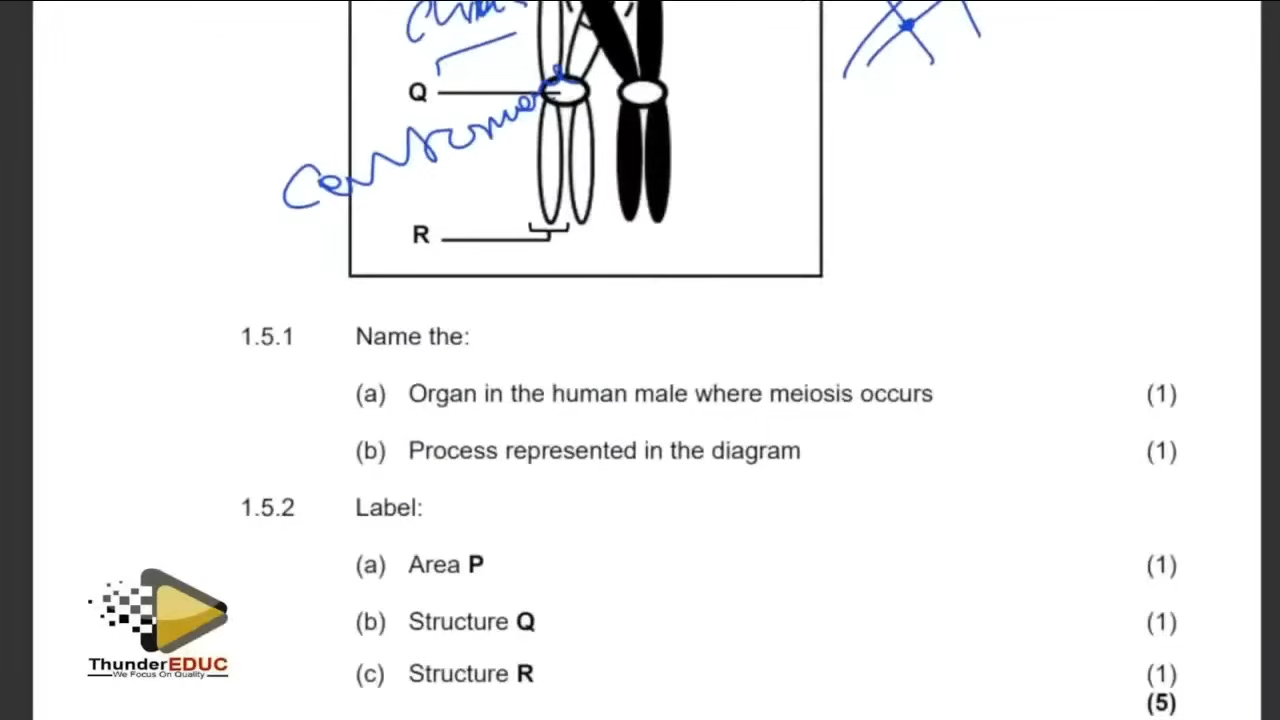 Q
Centromere
R
1.5.1 Name the:
(a) Organ in the human male where meiosis occurs (1)
(b) Process represented in the diagram (1)
1.5.2 Label:
(a) Area P (1)
(b) Structure Q (1)
(c) Structure R (1)
(5)
ThunderEDUC
We Focus On Quality